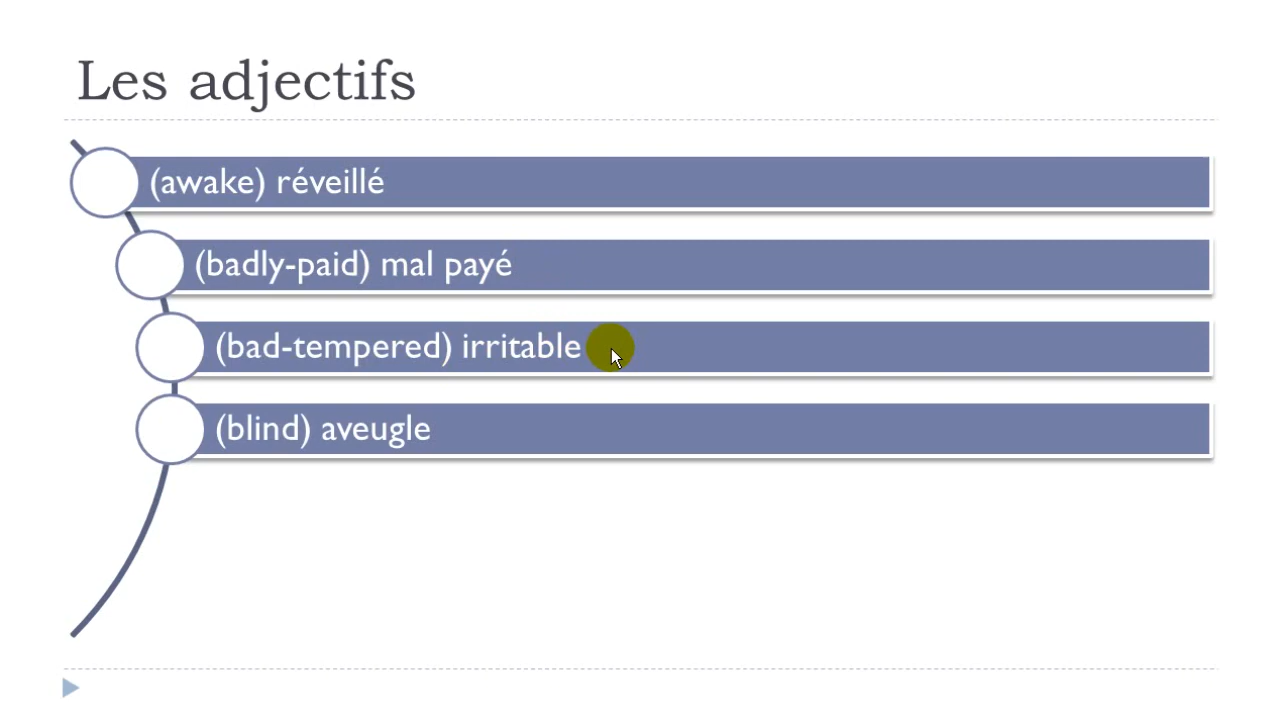 Les adjectifs
(awake) réveillé
(badly-paid) mal payé
(bad-tempered) irritable
(blind) aveugle